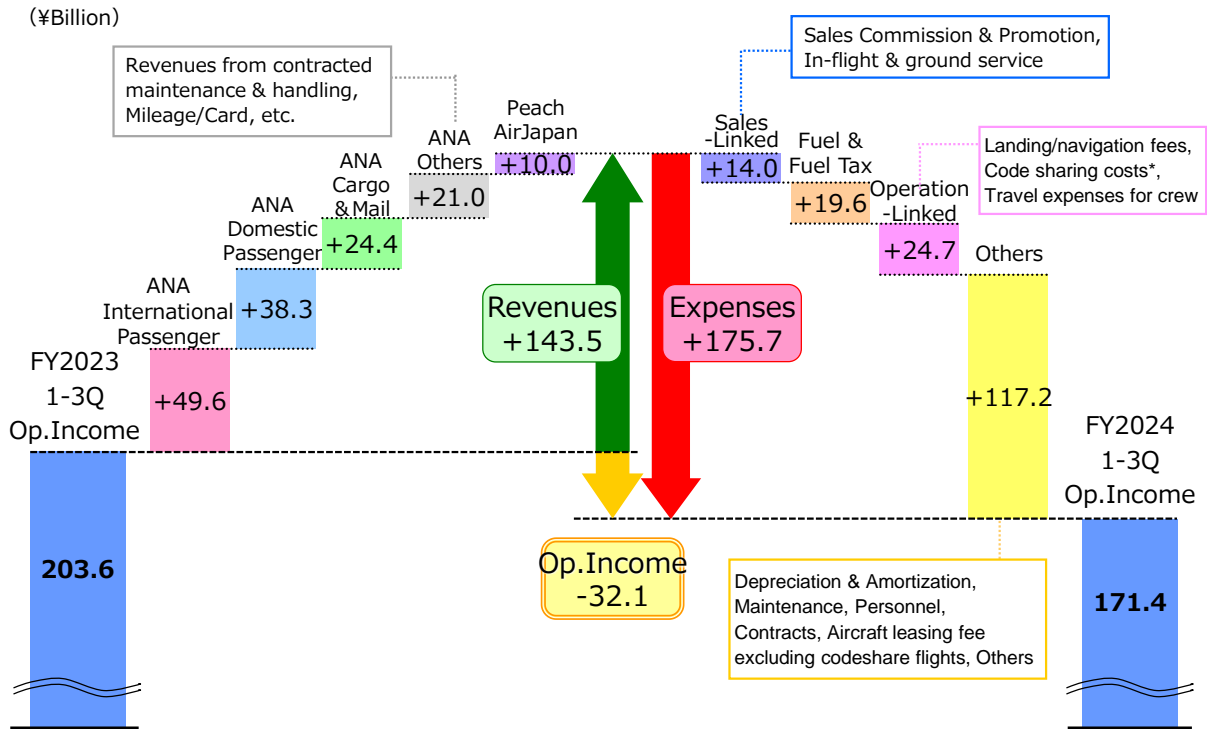 (¥Billion)
Revenues from contracted
maintenance & handling,
Mileage/Card, etc.
Sales Commission & Promotion,
In-flight & ground service
Landing/navigation fees,
Code sharing costs*,
Travel expenses for crew
FY2023
1-3Q
Op.Income
203.6
ANA
International
Passenger
+49.6
ANA
Domestic
Passenger
+38.3
ANA
Cargo
&Mail
+24.4
ANA
Others
+21.0
Peach
AirJapan
+10.0
Revenues
+143.5
Expenses
+175.7
Op.Income
-32.1
Sales
-Linked
+14.0
Fuel &
Fuel Tax
+19.6
Operation
-Linked
+24.7
Others
+117.2
FY2024
1-3Q
Op.Income
171.4
Depreciation & Amortization,
Maintenance, Personnel,
Contracts, Aircraft leasing fee
excluding codeshare flights, Others